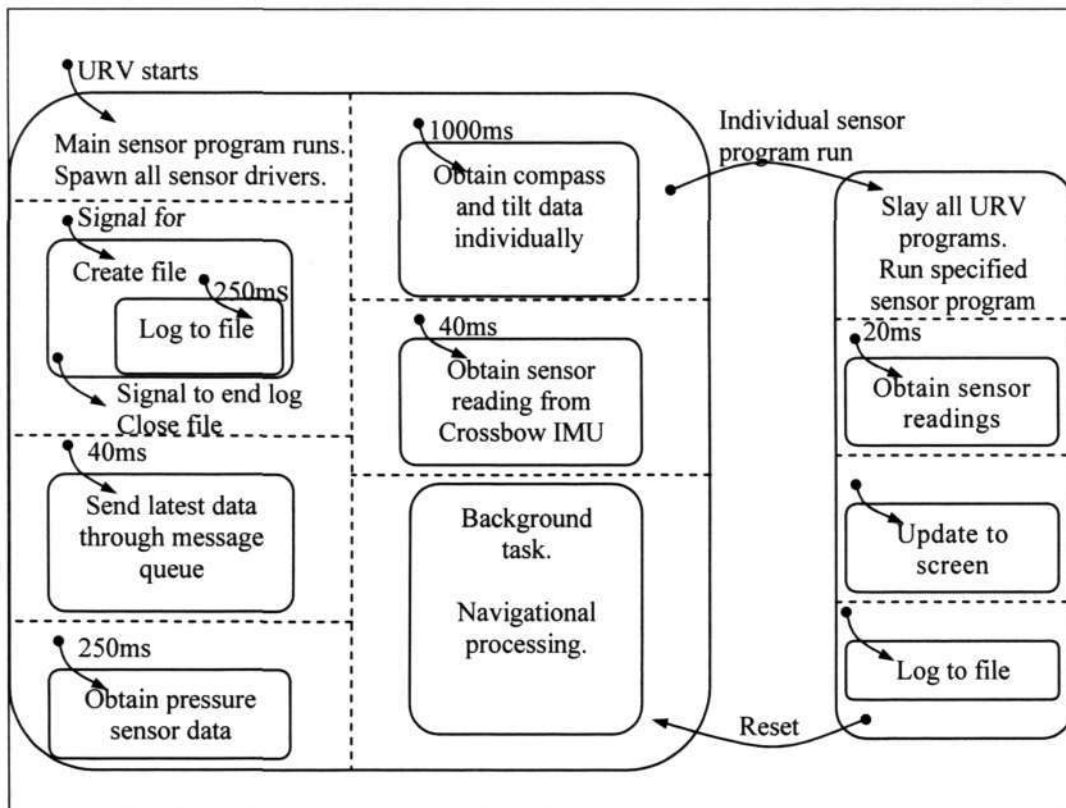 URV starts
Main sensor program runs.
Spawn all sensor drivers.
Signal for
Create file
250ms
Log to file
Signal to end log
Close file
40ms
Send latest data
through message
queue
250ms
Obtain pressure
sensor data
1000ms
Obtain compass
and tilt data
individually
40ms
Obtain sensor
reading from
Crossbow IMU
Background
task.
Navigational
processing.
Individual sensor
program run
Slay all URV
programs.
Run specified
sensor program
20ms
Obtain sensor
readings
Update to
screen
Log to file
Reset